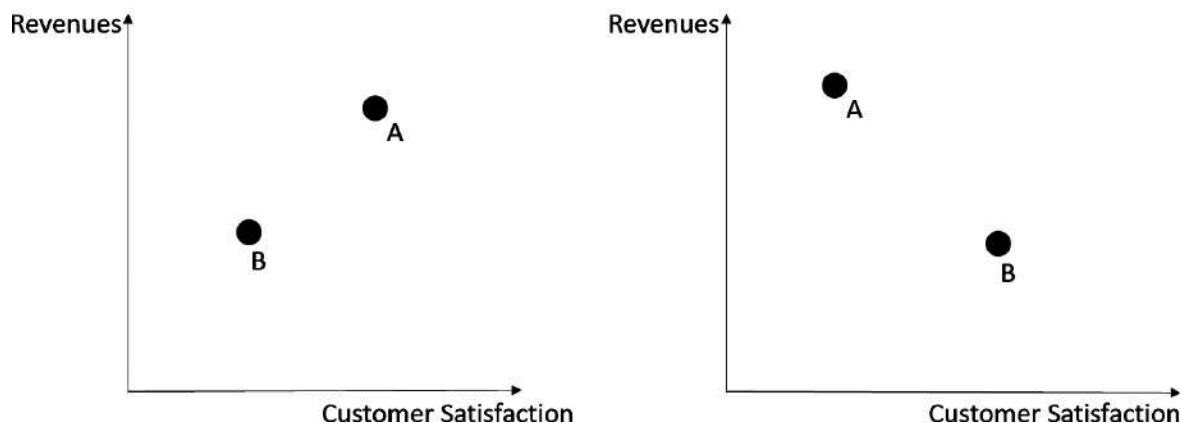 Revenues
A
B
Customer Satisfaction
Revenues
A
B
Customer Satisfaction